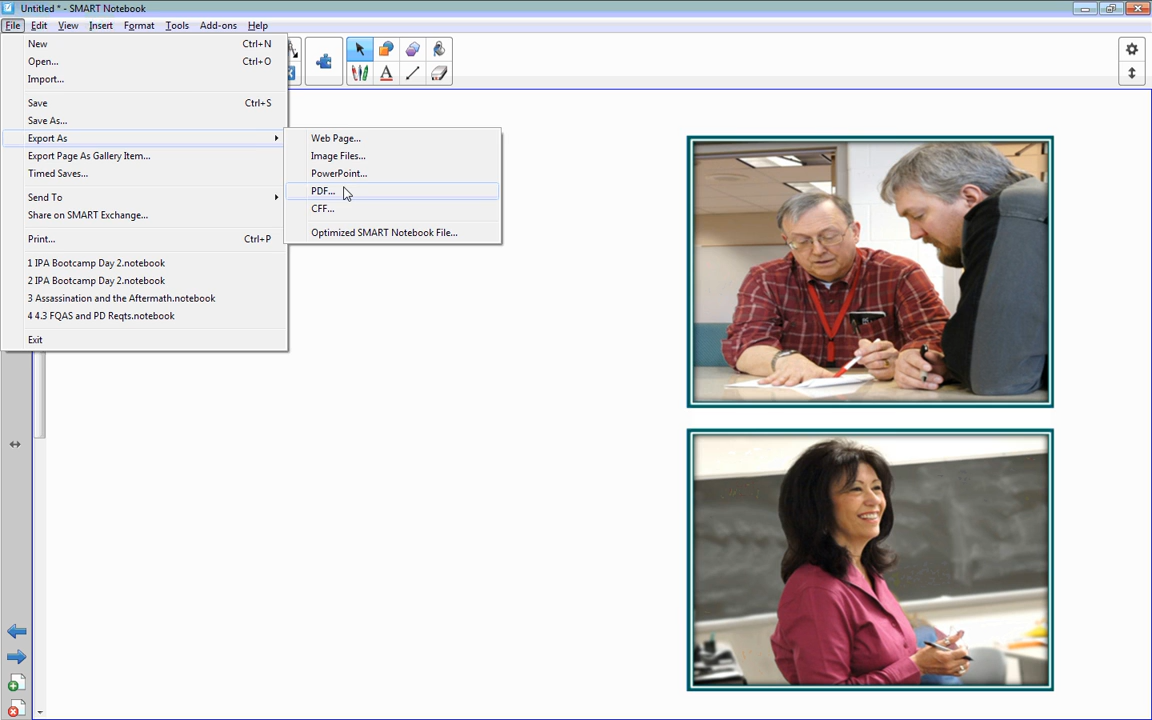 Untitled * - SMART Notebook
File Edit View Insert Format Tools Add-ons Help
New Ctrl+N
Open... Ctrl+O
Import...
Save Ctrl+S
Save As...
Export As
Export Page As Gallery Item...
Timed Saves...
Send To
Share on SMART Exchange...
Print... Ctrl+P
1 IPA Bootcamp Day 2.notebook
2 IPA Bootcamp Day 2.notebook
3 Assassination and the Aftermath.notebook
4 4.3 FQAS and PD Reqts.notebook
Exit
Web Page...
Image Files...
PowerPoint...
PDF...
CFF...
Optimized SMART Notebook File...